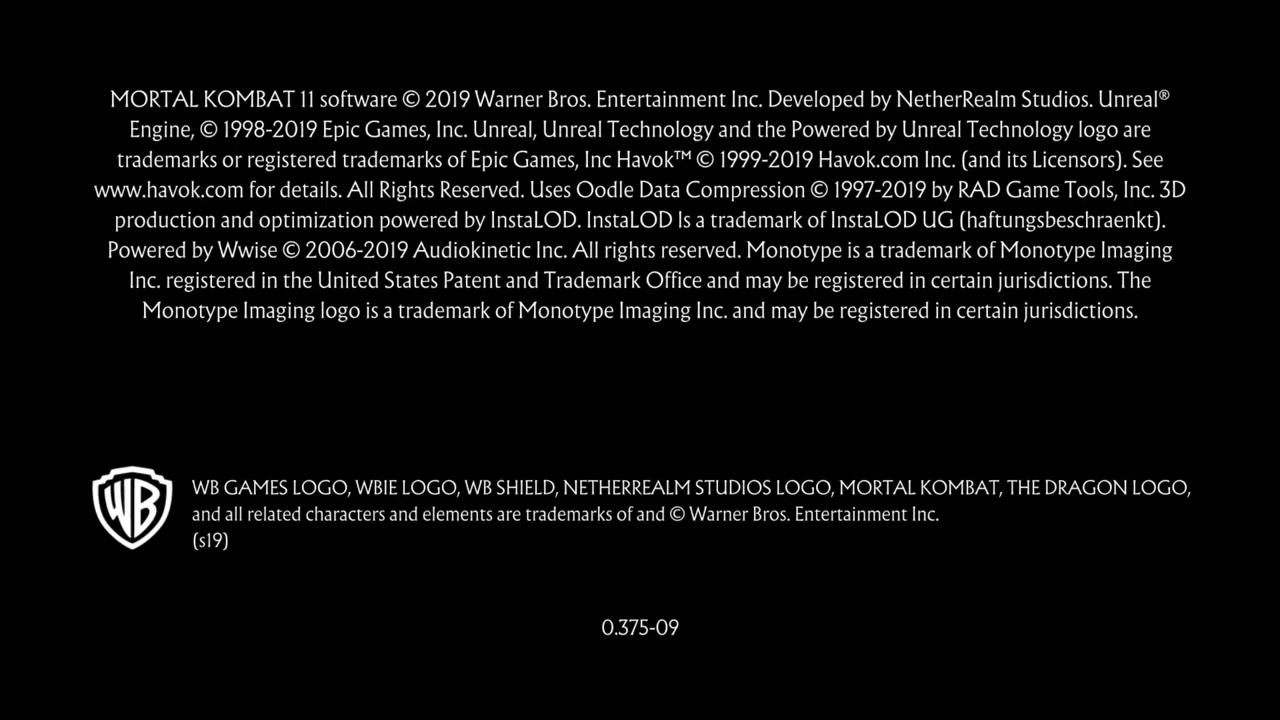 MORTAL KOMBAT 11 software © 2019 Warner Bros. Entertainment Inc. Developed by NetherRealm Studios. Unreal®
Engine, © 1998-2019 Epic Games, Inc. Unreal, Unreal Technology and the Powered by Unreal Technology logo are
trademarks or registered trademarks of Epic Games, Inc Havok™ © 1999-2019 Havok.com Inc. (and its Licensors). See
www.havok.com for details. All Rights Reserved. Uses Oodle Data Compression © 1997-2019 by RAD Game Tools, Inc. 3D
production and optimization powered by InstaLOD. InstaLOD Is a trademark of InstaLOD UG (haftungsbeschraenkt).
Powered by Wwise © 2006-2019 Audiokinetic Inc. All rights reserved. Monotype is a trademark of Monotype Imaging
Inc. registered in the United States Patent and Trademark Office and may be registered in certain jurisdictions. The
Monotype Imaging logo is a trademark of Monotype Imaging Inc. and may be registered in certain jurisdictions.
WB
WB GAMES LOGO, WBIE LOGO, WB SHIELD, NETHERREALM STUDIOS LOGO, MORTAL KOMBAT, THE DRAGON LOGO,
and all related characters and elements are trademarks of and © Warner Bros. Entertainment Inc.
(s19)
0.375-09